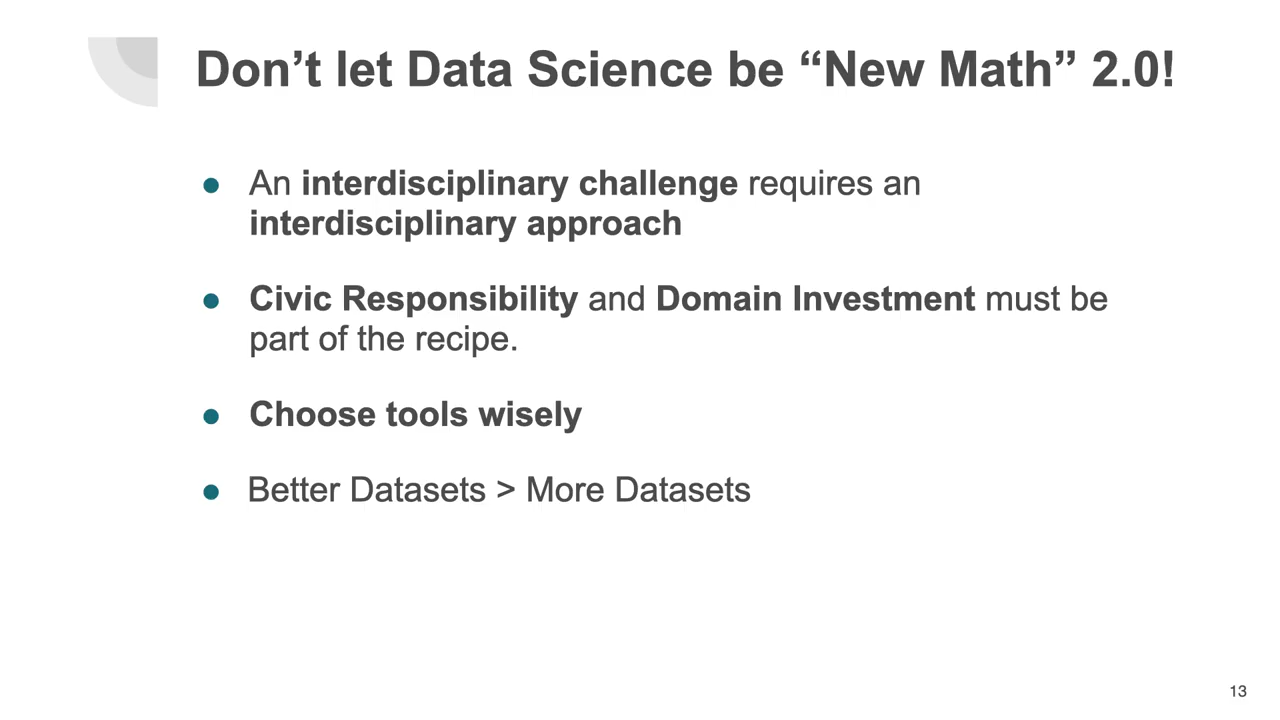 Don’t let Data Science be “New Math” 2.0!
● An interdisciplinary challenge requires an
interdisciplinary approach
● Civic Responsibility and Domain Investment must be
part of the recipe.
● Choose tools wisely
● Better Datasets > More Datasets
13